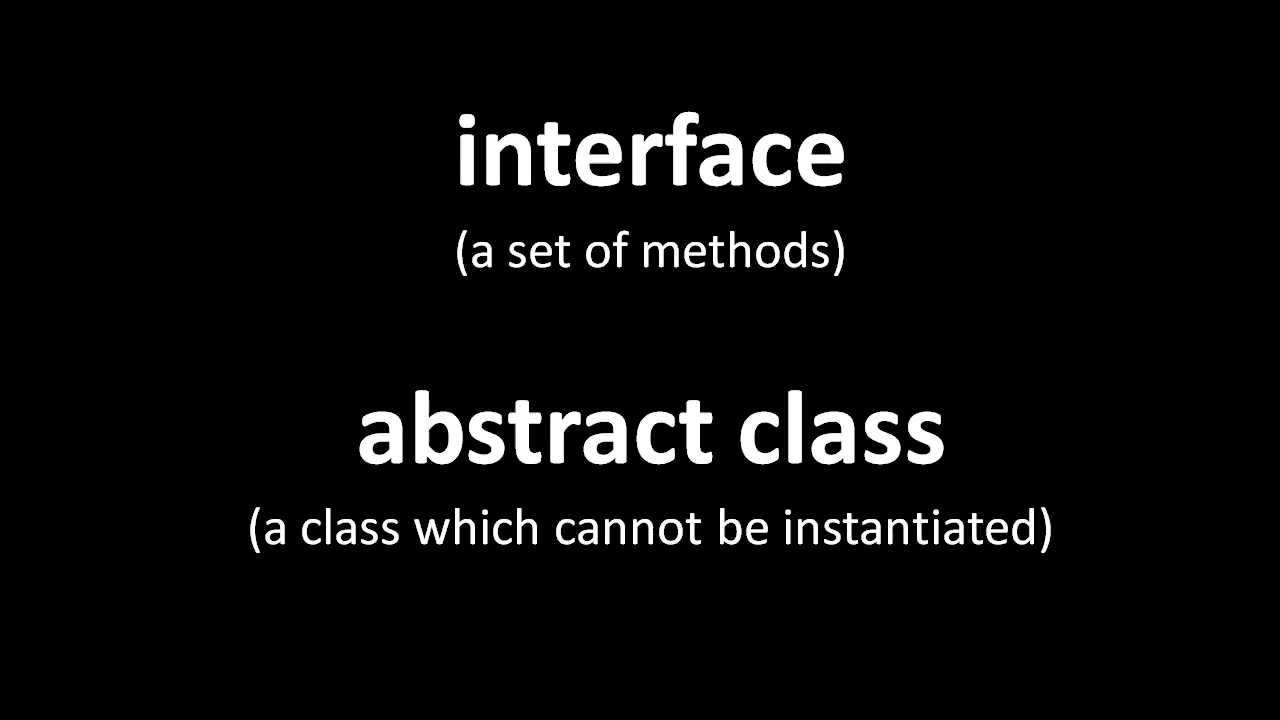 interface
(a set of methods)
abstract class
(a class which cannot be instantiated)